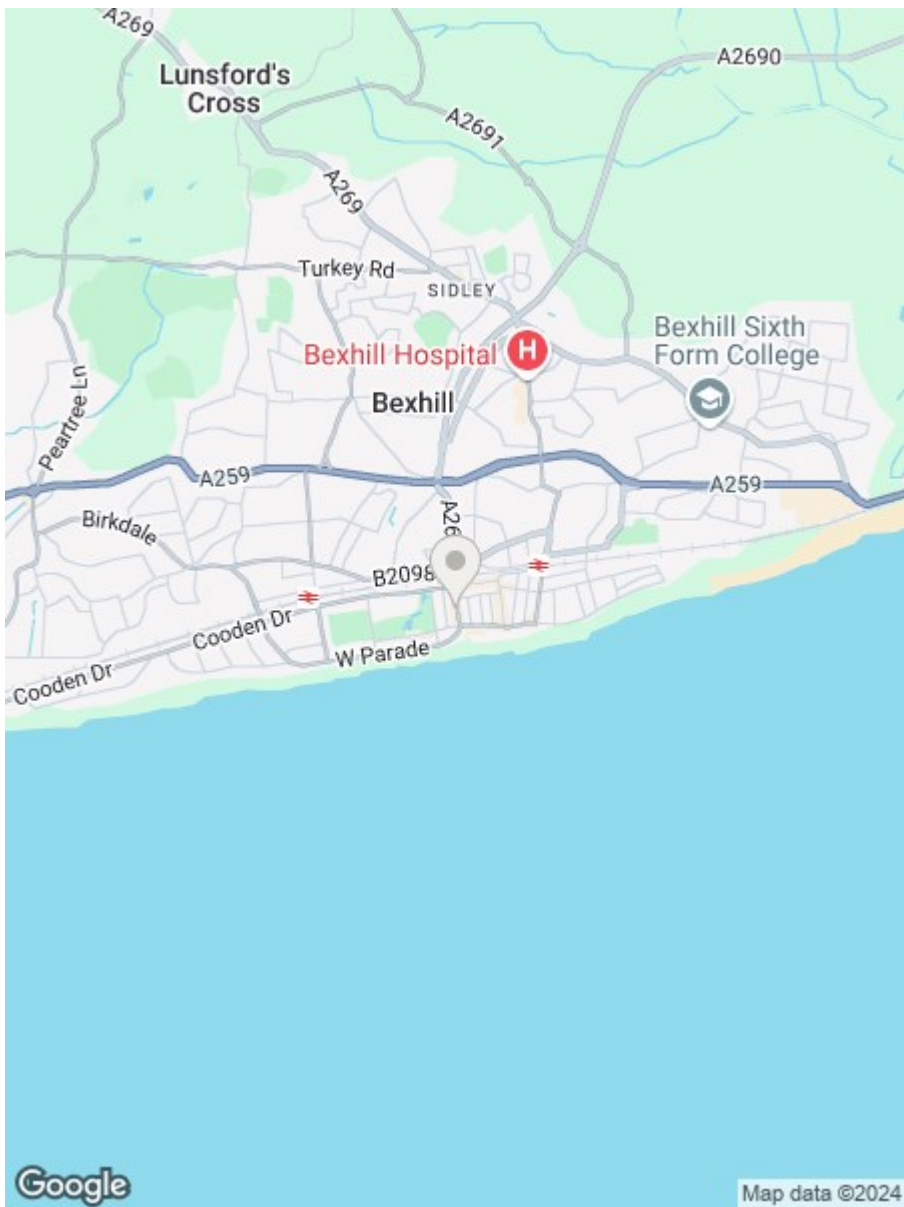 A269
A2690
Lunsford's
Cross
A2691
A269
Turkey Rd
SIDLEY
Bexhill Sixth
Form College
Bexhill Hospital
H
Bexhill
Peartree Ln
A259
A259
Birkdale
A26
B2098
Cooden Dr
W Parade
Cooden Dr
Google
Map data ©2024